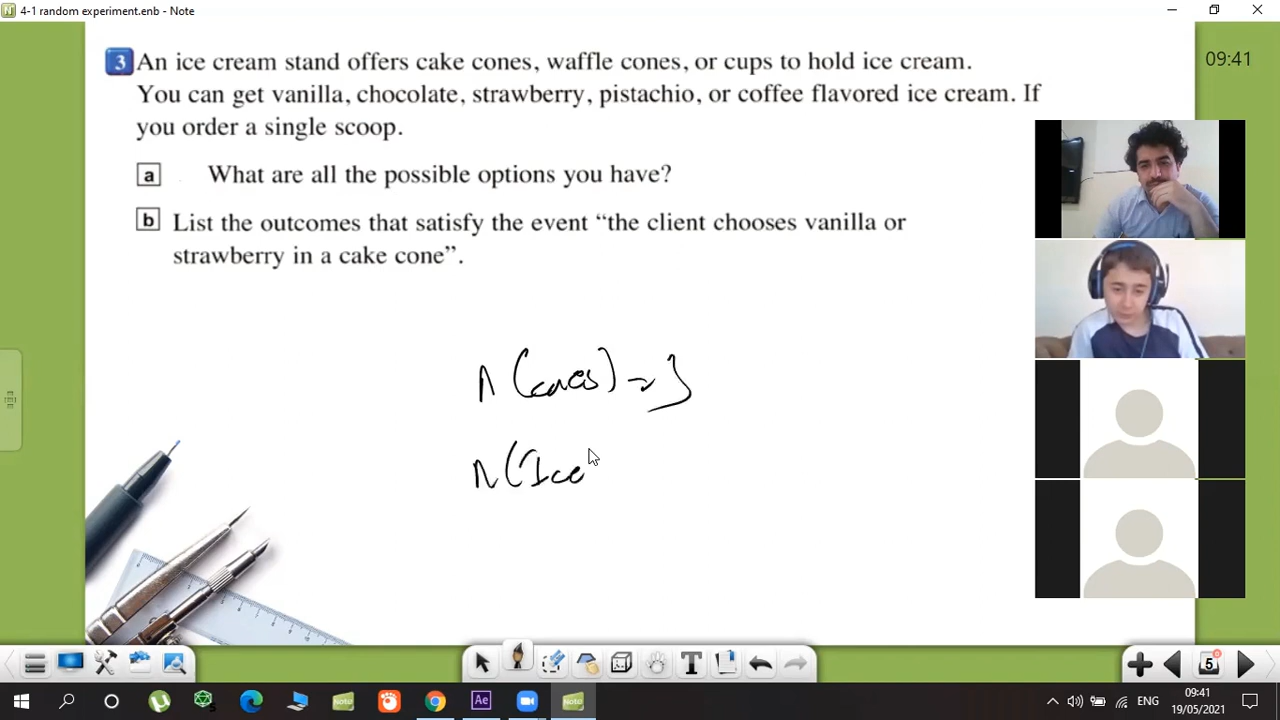 4-1 random experiment.enb - Note
09:41
3 An ice cream stand offers cake cones, waffle cones, or cups to hold ice cream.
You can get vanilla, chocolate, strawberry, pistachio, or coffee flavored ice cream. If
you order a single scoop.
a What are all the possible options you have?
b List the outcomes that satisfy the event “the client chooses vanilla or
strawberry in a cake cone”.
n(cones) = 3
n(Ice
T
5
Note
Ae
Note
ENG
09:41
19/05/2021